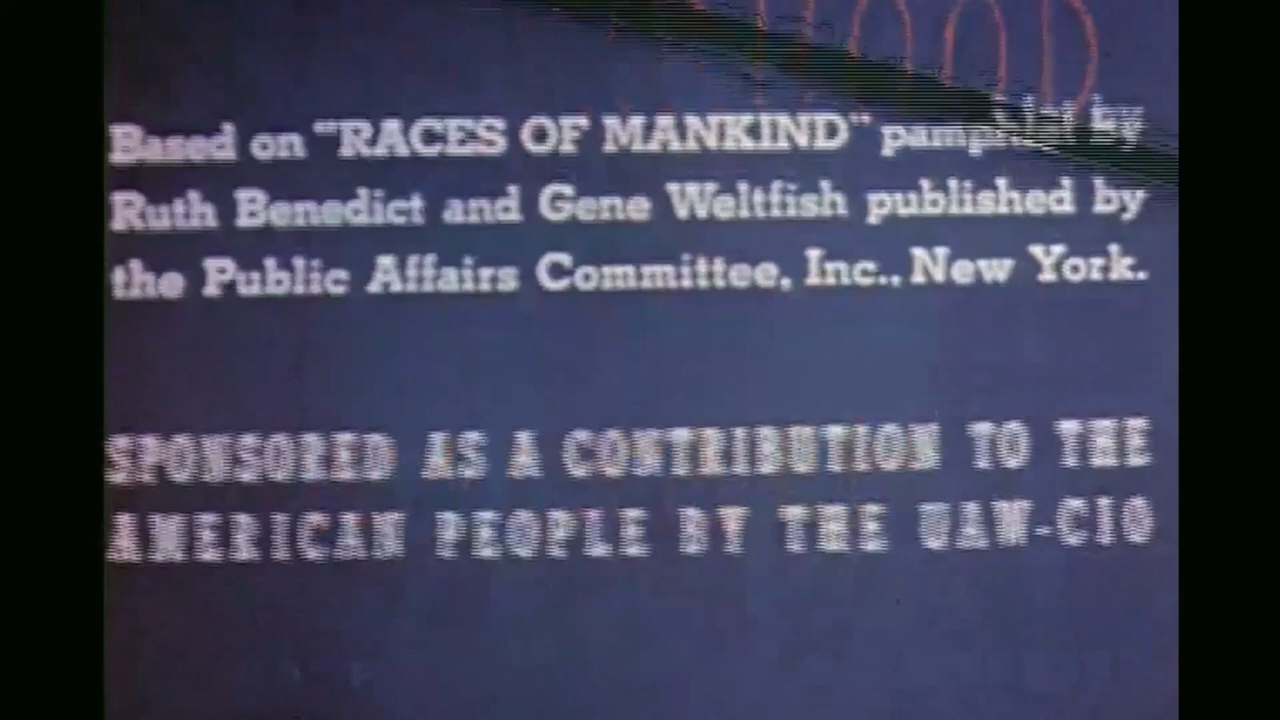 Based on "RACES OF MANKIND" pamphlet by
Ruth Benedict and Gene Weltfish published by
the Public Affairs Committee, Inc., New York.
SPONSORED AS A CONTRIBUTION TO THE
AMERICAN PEOPLE BY THE UAW-CIO